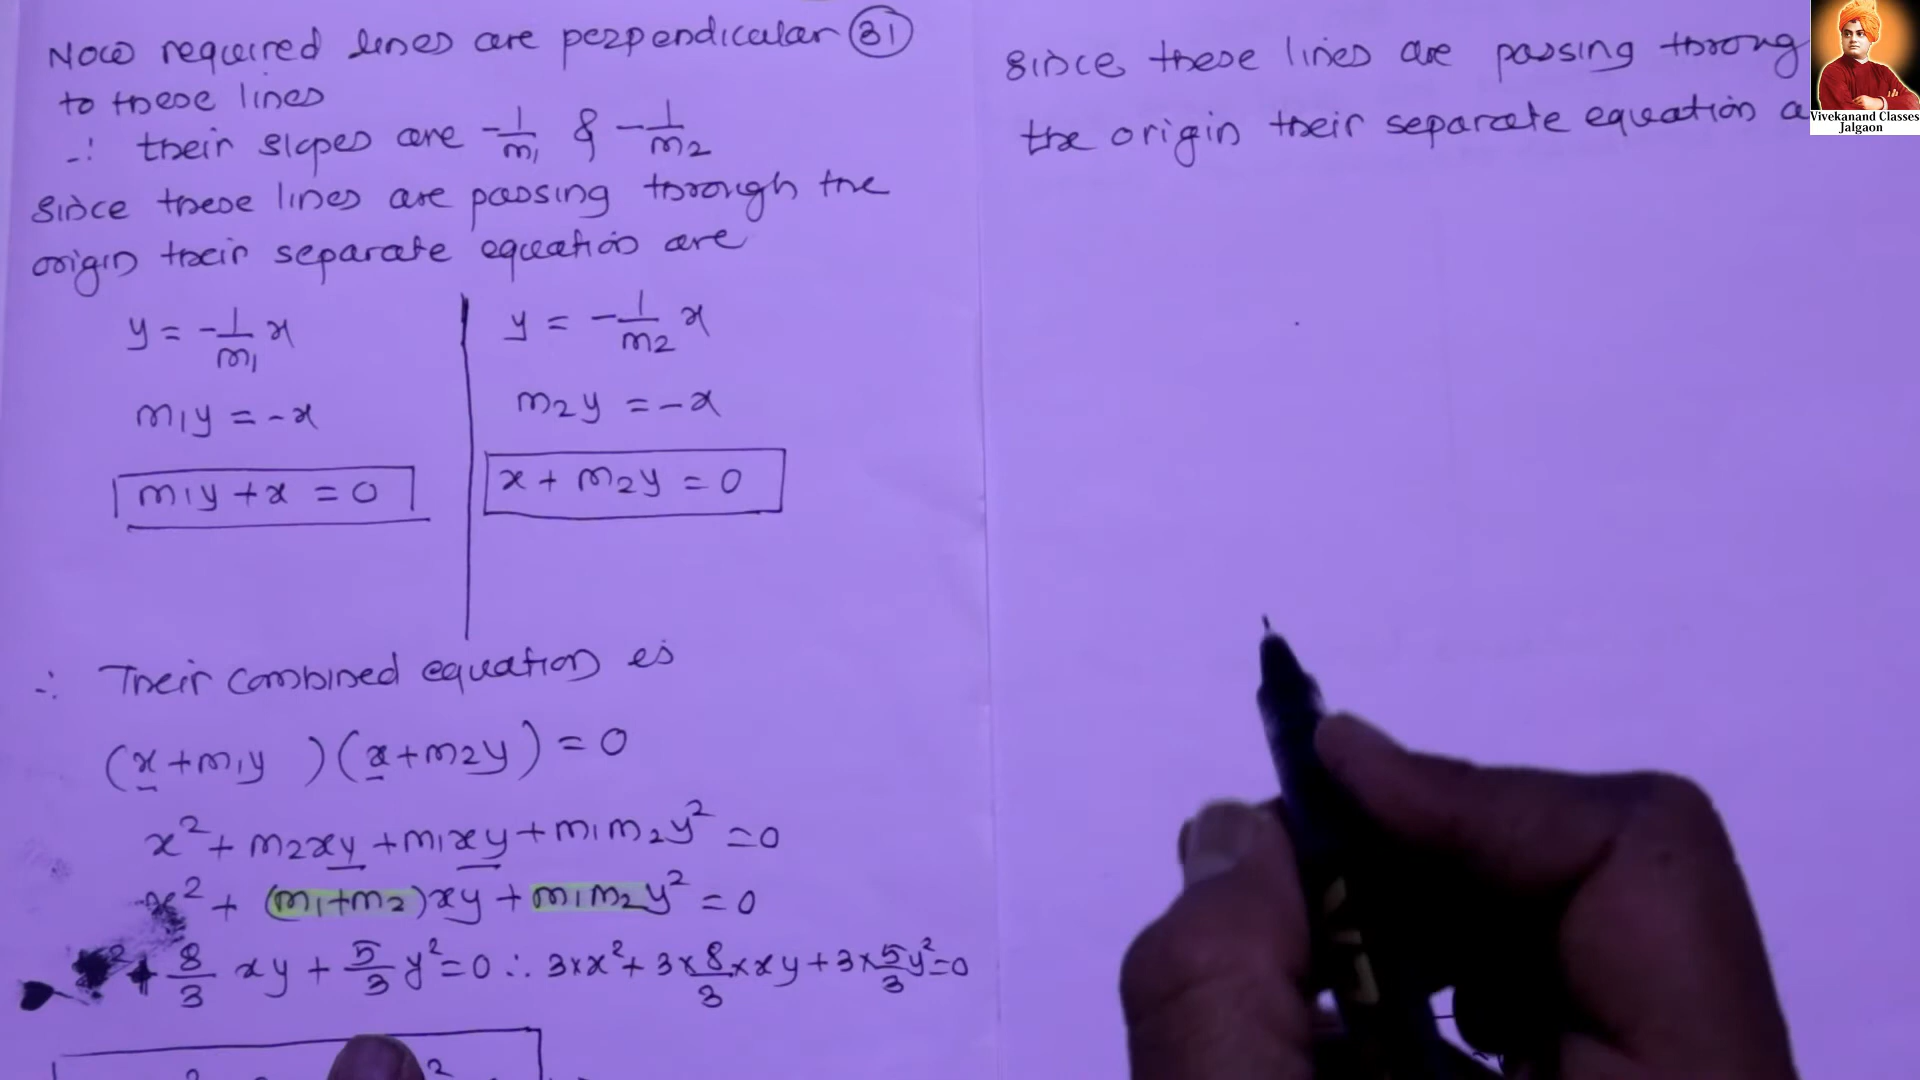 Now required lines are perpendicular 31
to these lines
∴ their slopes are -1/m1 & -1/m2
Since these lines are passing through the
origin their separate equation are
y = -1/m1 x
m1y = -x
m1y + x = 0
y = -1/m2 x
m2y = -x
x + m2y = 0
∴ Their combined equation is
(x + m1y )(x + m2y) = 0
x² + m2xy + m1xy + m1m2y² = 0
x² + (m1+m2)xy + m1m2y² = 0
² + 8/3 xy + 5/3 y² = 0 ∴ 3×x² + 3×8/3×xy + 3×5/3y² = 0
Since these lines are passing throug
the origin their separate equation a
Vivekanand Classes
Jalgaon